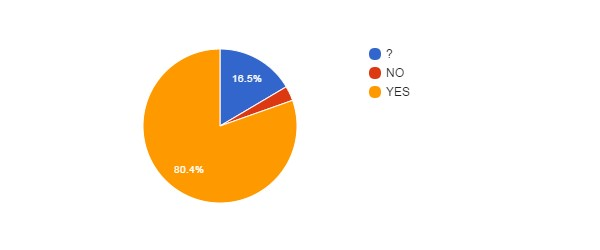 ?
NO
YES
16.5%
80.4%